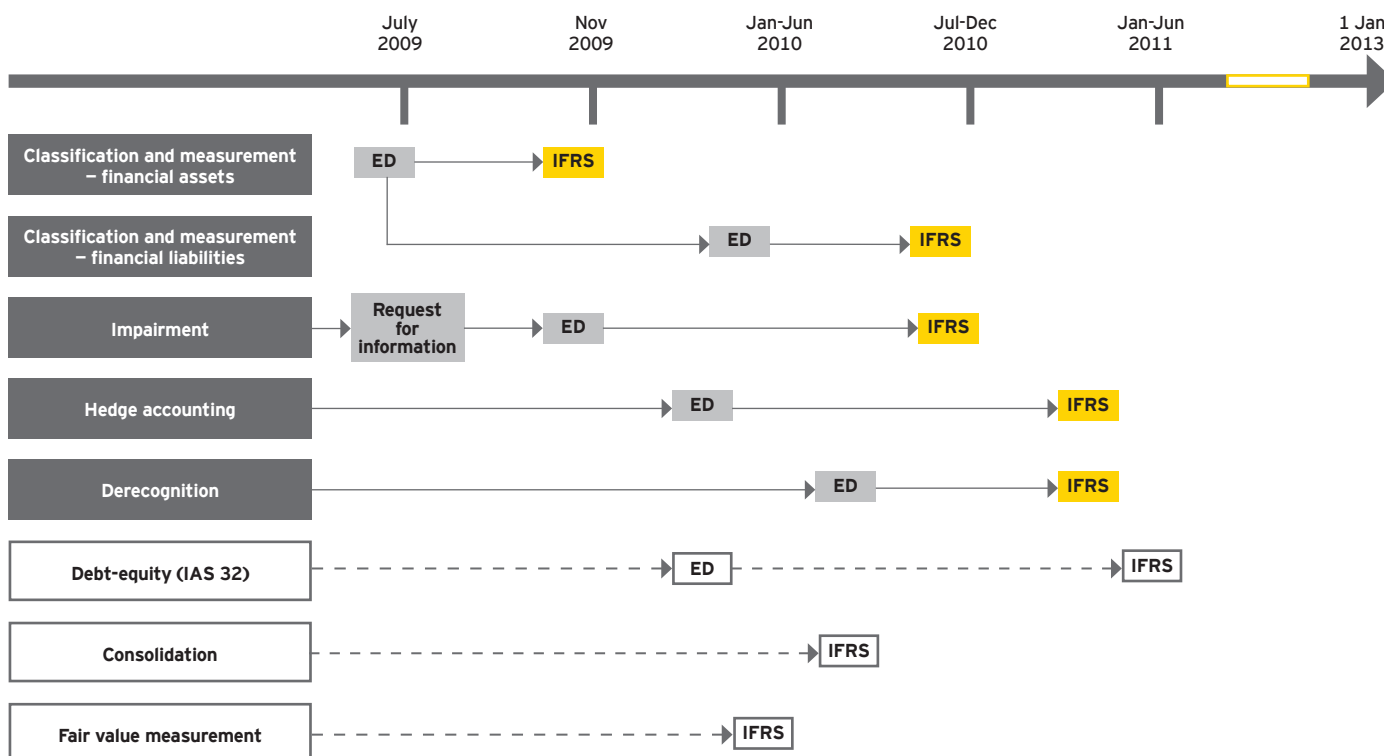 July
2009
Nov
2009
Jan-Jun
2010
Jul-Dec
2010
Jan-Jun
2011
1 Jan
2013
Classification and measurement
– financial assets
ED
IFRS
Classification and measurement
– financial liabilities
ED
IFRS
Impairment
Request
for
information
ED
IFRS
Hedge accounting
ED
IFRS
Derecognition
ED
IFRS
Debt-equity (IAS 32)
ED
IFRS
Consolidation
IFRS
Fair value measurement
IFRS